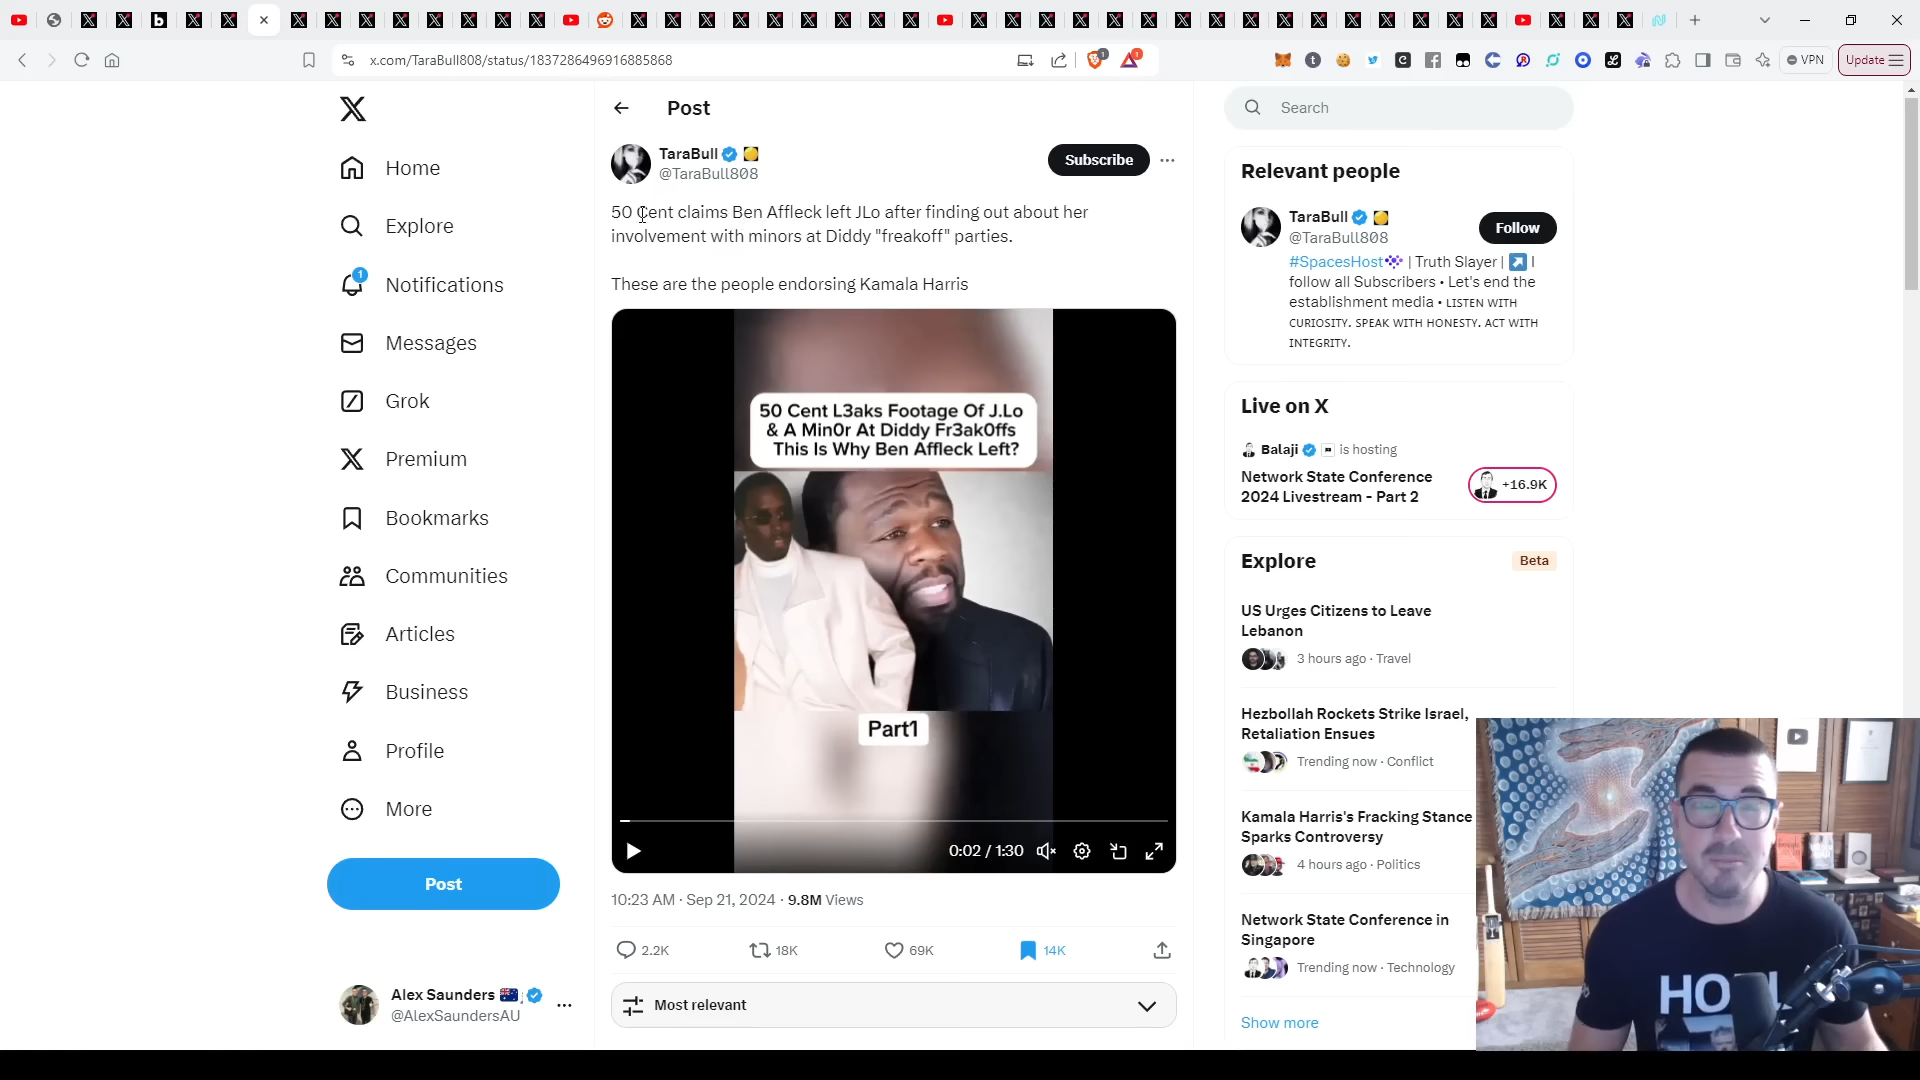 x.com/TaraBull808/status/1837286496916885868
1
1
VPN
Update
Home
Explore
1
Notifications
Messages
Grok
Premium
Bookmarks
Communities
Articles
Business
Profile
More
Post
Alex Saunders
@AlexSaundersAU
Post
TaraBull
@TaraBull808
Subscribe
50 Cent claims Ben Affleck left JLo after finding out about her
involvement with minors at Diddy "freakoff" parties.
These are the people endorsing Kamala Harris
50 Cent L3aks Footage Of J.Lo
& A Min0r At Diddy Fr3ak0ffs
This Is Why Ben Affleck Left?
Part1
0:02 / 1:30
10:23 AM · Sep 21, 2024 · 9.8M Views
2.2K
18K
69K
14K
Most relevant
Search
Relevant people
TaraBull
@TaraBull808
Follow
#SpacesHost | Truth Slayer | I
follow all Subscribers • Let's end the
establishment media • LISTEN WITH
CURIOSITY. SPEAK WITH HONESTY. ACT WITH
INTEGRITY.
Live on X
Balaji is hosting
Network State Conference
2024 Livestream - Part 2
+16.9K
Explore
Beta
US Urges Citizens to Leave
Lebanon
3 hours ago · Travel
Hezbollah Rockets Strike Israel,
Retaliation Ensues
Trending now · Conflict
Kamala Harris's Fracking Stance
Sparks Controversy
4 hours ago · Politics
Network State Conference in
Singapore
Trending now · Technology
Show more